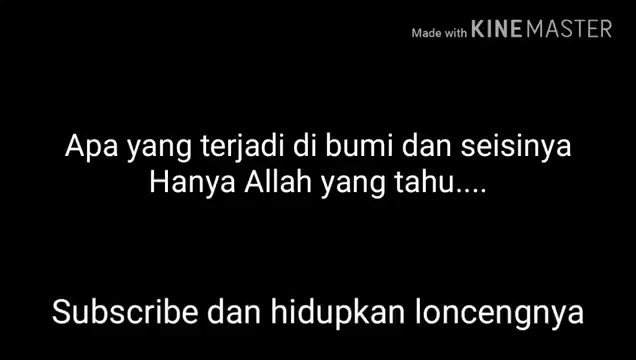 Made with KINEMASTER
Apa yang terjadi di bumi dan seisinya
Hanya Allah yang tahu....
Subscribe dan hidupkan loncengnya